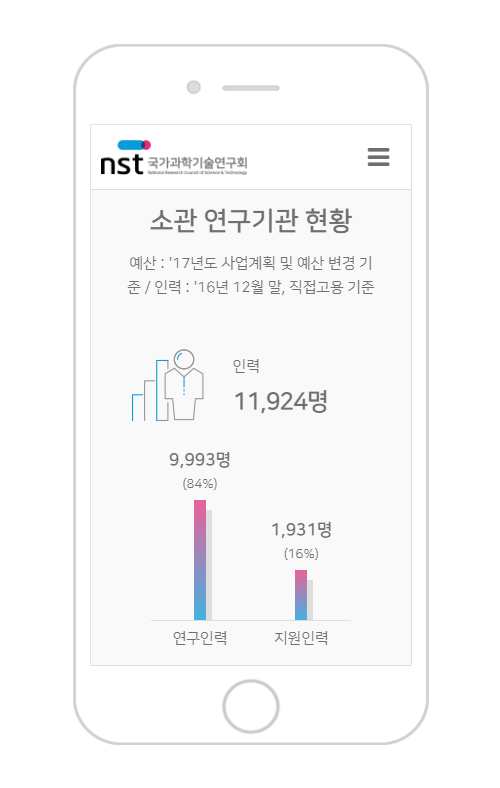 nst 국가과학기술연구회
National Research Council of Science & Technology
소관 연구기관 현황
예산 : '17년도 사업계획 및 예산 변경 기
준 / 인력 : '16년 12월 말, 직접고용 기준
인력
11,924명
9,993명
(84%)
1,931명
(16%)
연구인력
지원인력